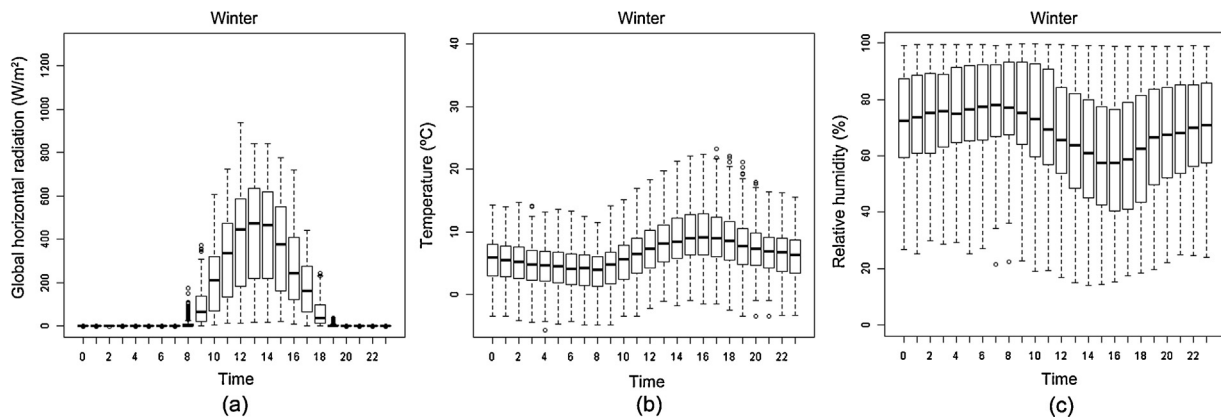 Winter
Global horizontal radiation (W/m²)
1200
1000
800
600
400
200
0
0 2 4 6 8 10 12 14 16 18 20 22
Time
(a)
Winter
Temperature (ºC)
40
30
20
10
0
0 2 4 6 8 10 12 14 16 18 20 22
Time
(b)
Winter
Relative humidity (%)
100
80
60
40
20
0
0 2 4 6 8 10 12 14 16 18 20 22
Time
(c)